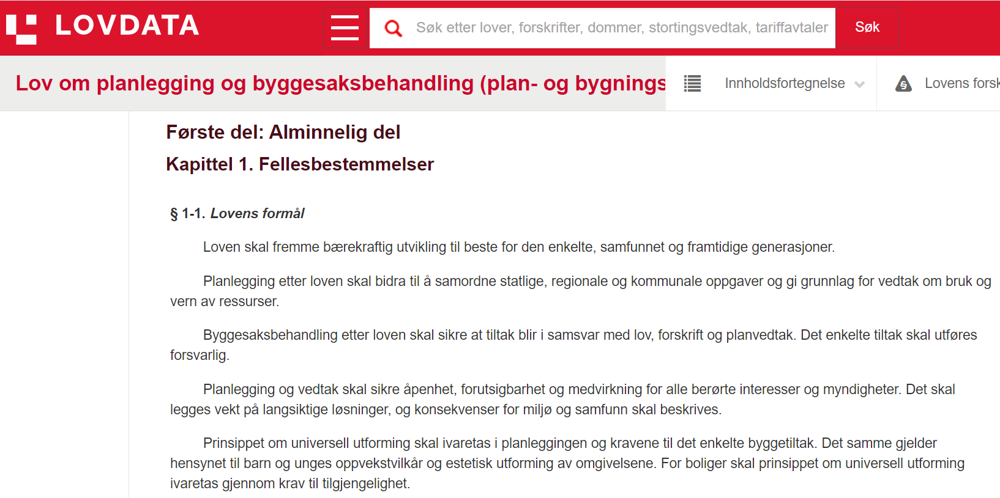 LOVDATA
Søk etter lover, forskrifter, dommer, stortingsvedtak, tariffavtaler
Søk
Lov om planlegging og byggesaksbehandling (plan- og bygnings
Innholdsfortegnelse
§
Lovens forsk
Første del: Alminnelig del
Kapittel 1. Fellesbestemmelser
§ 1-1. Lovens formål
Loven skal fremme bærekraftig utvikling til beste for den enkelte, samfunnet og framtidige generasjoner.
Planlegging etter loven skal bidra til å samordne statlige, regionale og kommunale oppgaver og gi grunnlag for vedtak om bruk og
vern av ressurser.
Byggesaksbehandling etter loven skal sikre at tiltak blir i samsvar med lov, forskrift og planvedtak. Det enkelte tiltak skal utføres
forsvarlig.
Planlegging og vedtak skal sikre åpenhet, forutsigbarhet og medvirkning for alle berørte interesser og myndigheter. Det skal
legges vekt på langsiktige løsninger, og konsekvenser for miljø og samfunn skal beskrives.
Prinsippet om universell utforming skal ivaretas i planleggingen og kravene til det enkelte byggetiltak. Det samme gjelder
hensynet til barn og unges oppvekstvilkår og estetisk utforming av omgivelsene. For boliger skal prinsippet om universell utforming
ivaretas gjennom krav til tilgjengelighet.